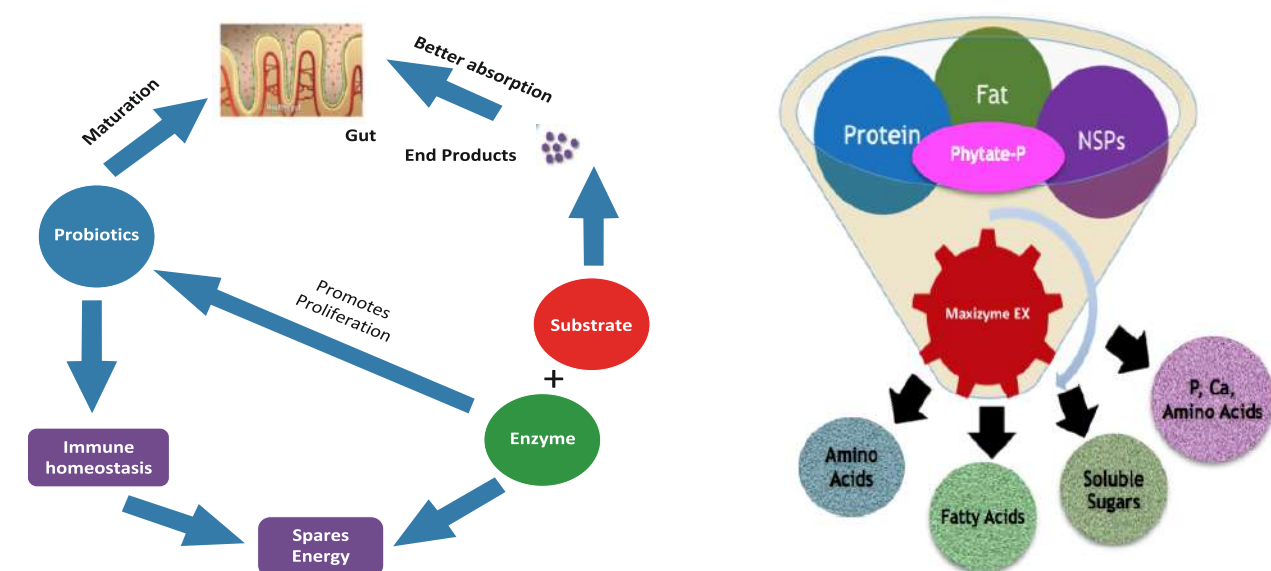 Maturation
Better absorption
Gut
End Products
Probiotics
Promotes
Proliferation
Substrate
+
Enzyme
Immune
homeostasis
Spares
Energy
Fat
Protein
NSPs
Phytate-P
Maxizyme EX
P, Ca,
Amino Acids
Amino
Acids
Soluble
Sugars
Fatty Acids